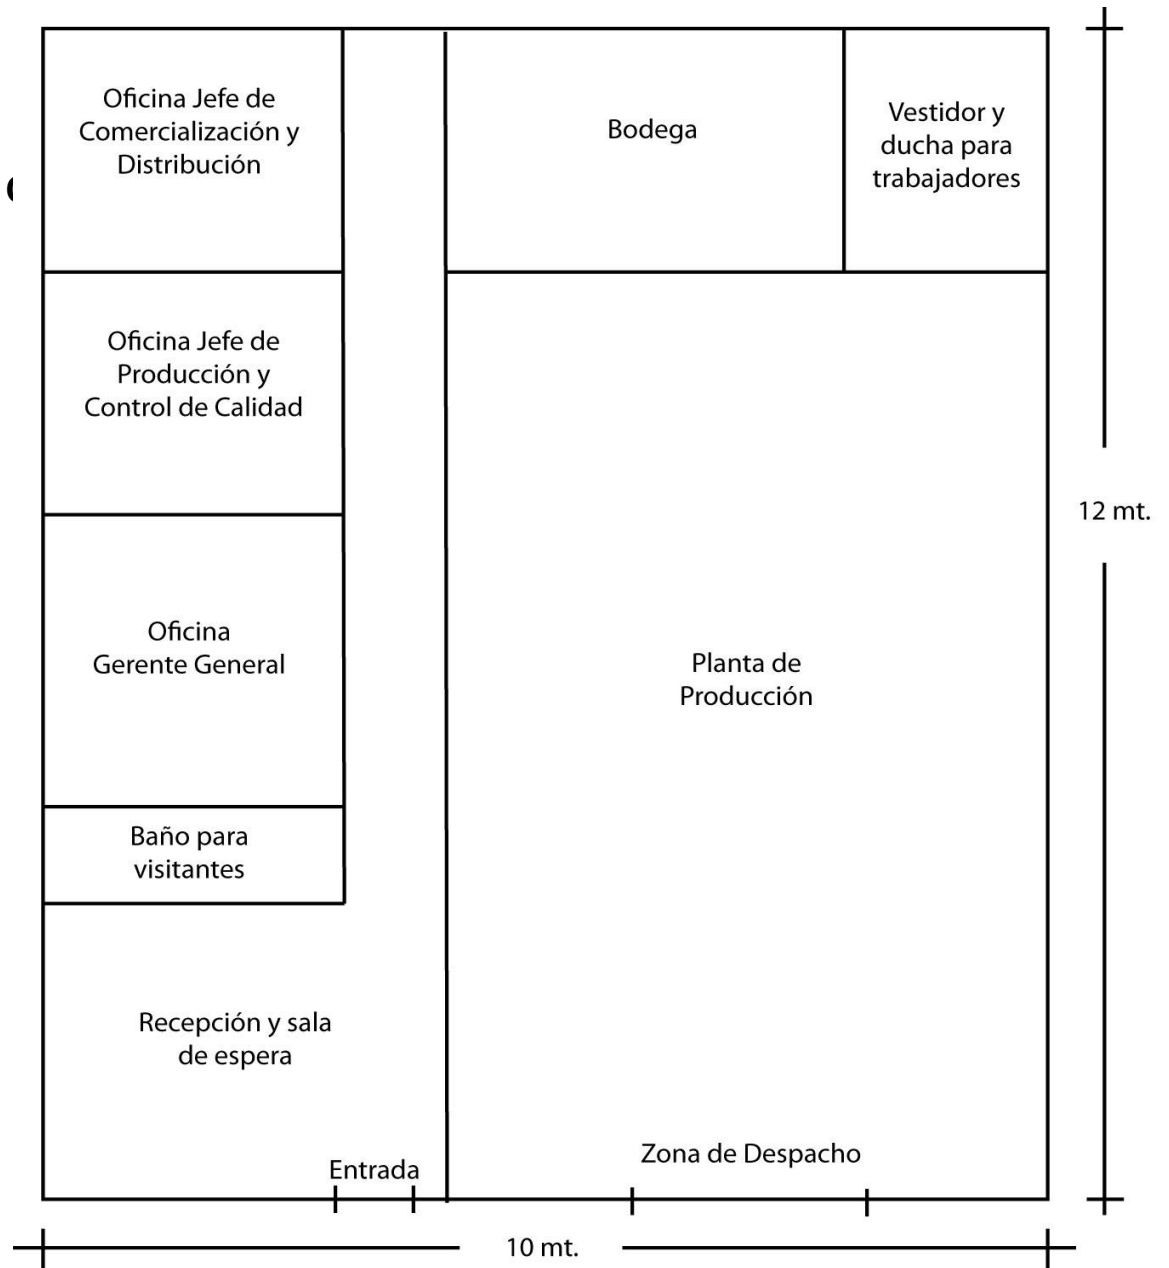 Oficina Jefe de
Comercialización y
Distribución
Bodega
Vestidor y
ducha para
trabajadores
Oficina Jefe de
Producción y
Control de Calidad
12 mt.
Oficina
Gerente General
Planta de
Producción
Baño para
visitantes
Recepción y sala
de espera
Entrada
Zona de Despacho
10 mt.